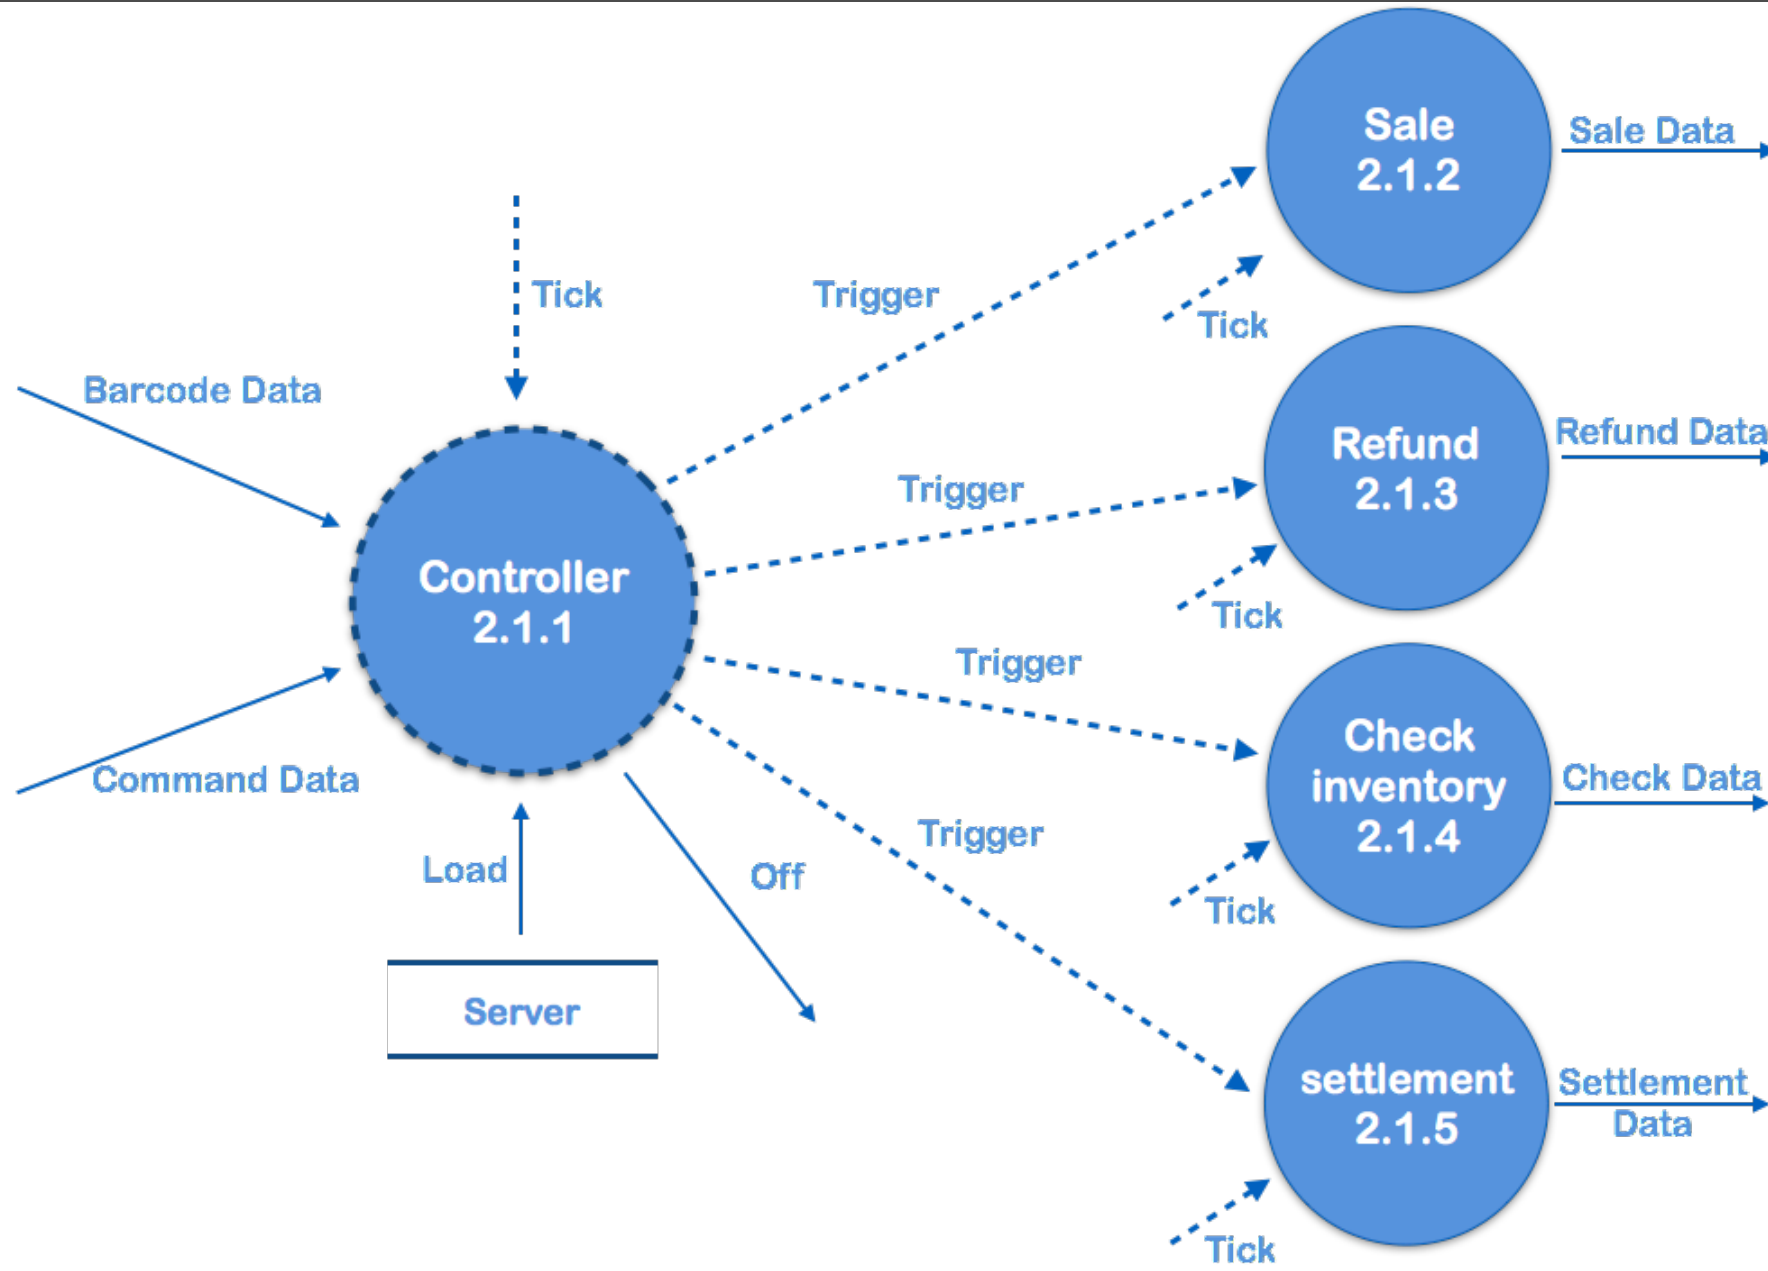 Sale
2.1.2
Sale Data
Tick
Trigger
Tick
Barcode Data
Refund
2.1.3
Refund Data
Trigger
Tick
Controller
2.1.1
Trigger
Check
inventory
2.1.4
Check Data
Command Data
Trigger
Load
Off
Tick
Server
settlement
2.1.5
Settlement
Data
Tick